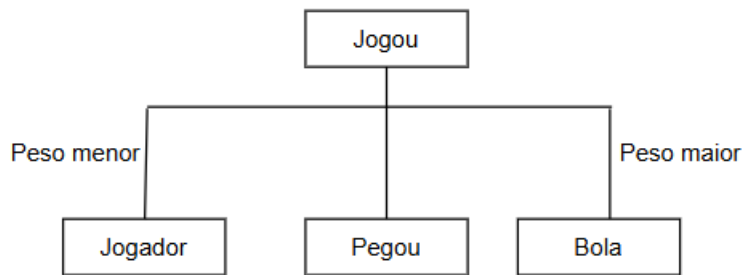 Jogou
Peso menor
Peso maior
Jogador
Pegou
Bola